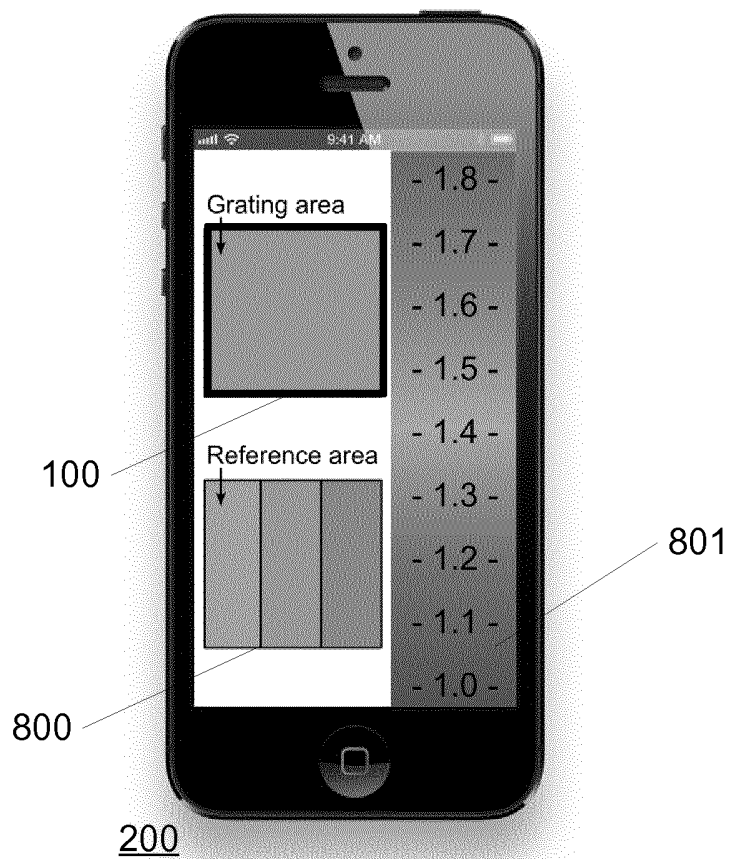 9:41 AM
Grating area
Reference area
- 1.8 -
- 1.7 -
- 1.6 -
- 1.5 -
- 1.4 -
- 1.3 -
- 1.2 -
- 1.1 -
- 1.0 -
100
800
801
200